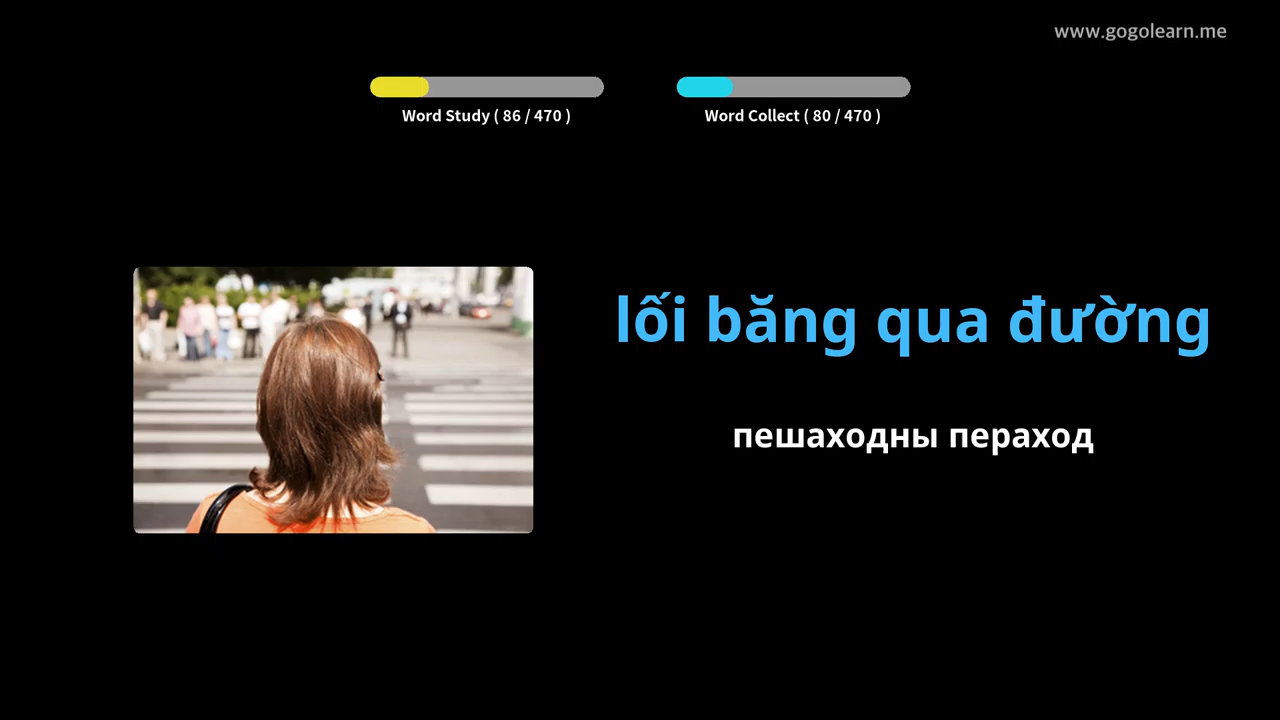 www.gogolearn.me
Word Study ( 86 / 470 )
Word Collect ( 80 / 470 )
lối băng qua đường
пешаходны пераход